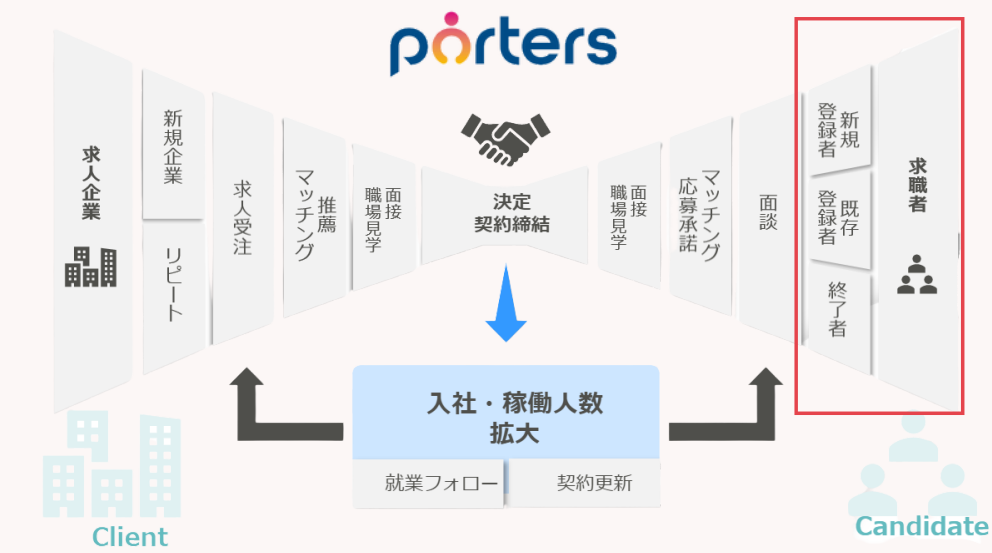 porters
求人企業
新規企業
リピート
求人受注
マッチング
推薦
面接
職場見学
決定
契約締結
面接
職場見学
マッチング
応募承諾
面談
新規
登録者
既存
登録者
終了者
求職者
入社・稼働人数
拡大
就業フォロー
契約更新
Client
Candidate